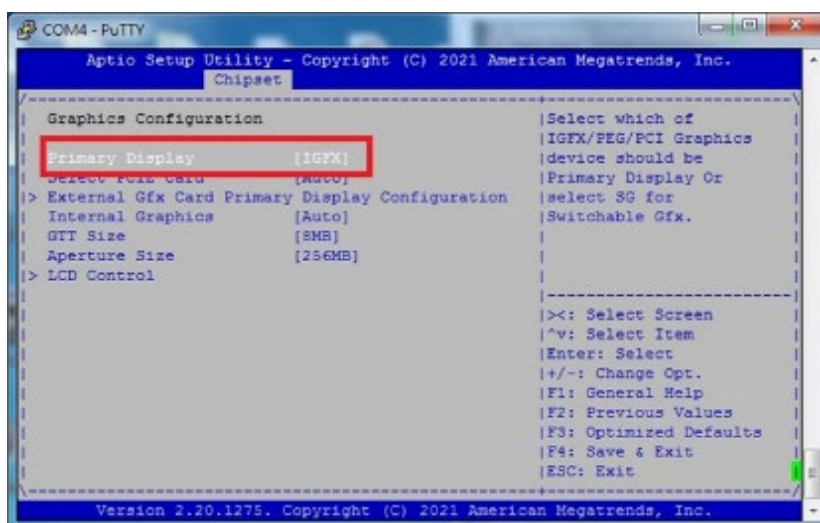 COM4 - PuTTY
Aptio Setup Utility - Copyright (C) 2021 American Megatrends, Inc.
Chipset
Graphics Configuration
Primary Display [IGFX]
Select PCIE Card [Auto]
> External Gfx Card Primary Display Configuration
Internal Graphics [Auto]
GTT Size [8MB]
Aperture Size [256MB]
> LCD Control
Select which of
IGFX/PEG/PCI Graphics
device should be
Primary Display Or
select SG for
Switchable Gfx.
><: Select Screen
^v: Select Item
Enter: Select
+/-: Change Opt.
F1: General Help
F2: Previous Values
F3: Optimized Defaults
F4: Save & Exit
ESC: Exit
Version 2.20.1275. Copyright (C) 2021 American Megatrends, Inc.